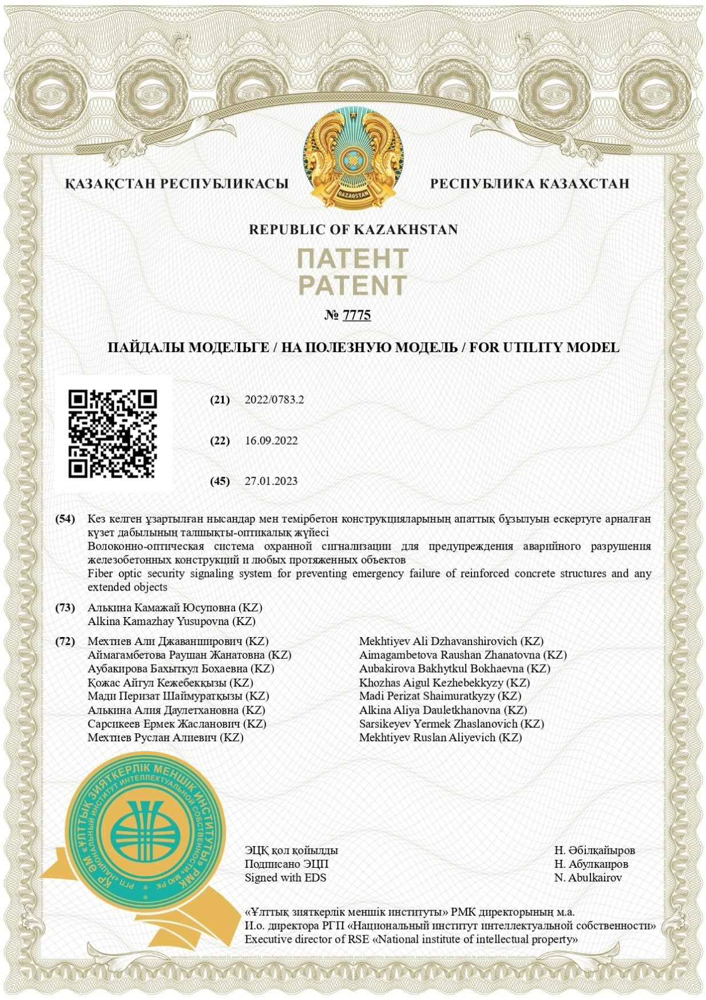 ҚАЗАҚСТАН РЕСПУБЛИКАСЫ
РЕСПУБЛИКА КАЗАХСТАН
QAZAQSTAN
REPUBLIC OF KAZAKHSTAN
ПАТЕНТ
PATENT
№ 7775
ПАЙДАЛЫ МОДЕЛЬГЕ / НА ПОЛЕЗНУЮ МОДЕЛЬ / FOR UTILITY MODEL
(21) 2022/0783.2
(22) 16.09.2022
(45) 27.01.2023
(54) Кез келген ұзартылған нысандар мен темірбетон конструкцияларының апаттық бұзылуын ескертуге арналған
күзет дабылының талшықты-оптикалық жүйесі
Волоконно-оптическая система охранной сигнализации для предупреждения аварийного разрушения
железобетонных конструкций и любых протяженных объектов
Fiber optic security signaling system for preventing emergency failure of reinforced concrete structures and any
extended objects
(73) Алькина Камажай Юсуповна (KZ)
Alkina Kamazhay Yusupovna (KZ)
(72) Мехтиев Али Джаванширович (KZ) Mekhtiyev Ali Dzhavanshirovich (KZ)
Аймагамбетова Раушан Жанатовна (KZ) Aimagambetova Raushan Zhanatovna (KZ)
Аубакирова Бахыткул Бохаевна (KZ) Aubakirova Bakhytkul Bokhaevna (KZ)
Қожас Айгул Кежебекқызы (KZ) Khozhas Aigul Kezhebekkyzy (KZ)
Мади Перизат Шаймуратқызы (KZ) Madi Perizat Shaimuratkyzy (KZ)
Алькина Алия Даулетхановна (KZ) Alkina Aliya Dauletkhanovna (KZ)
Сарсикеев Ермек Жасланович (KZ) Sarsikeyev Yermek Zhaslanovich (KZ)
Мехтиев Руслан Алиевич (KZ) Mekhtiyev Ruslan Aliyevich (KZ)
ҚР ӘМ «ҰЛТТЫҚ ЗИЯТКЕРЛІК МЕНШІК ИНСТИТУТЫ» РМК
РГП «НАЦИОНАЛЬНЫЙ ИНСТИТУТ ИНТЕЛЛЕКТУАЛЬНОЙ СОБСТВЕННОСТИ» МЮ РК
ЭЦҚ қол қойылды Н. Әбілқайыров
Подписано ЭЦП Н. Абулкаиров
Signed with EDS N. Abulkairov
«Ұлттық зияткерлік меншік институты» РМК директорының м.а.
И.о. директора РГП «Национальный институт интеллектуальной собственности»
Executive director of RSE «National institute of intellectual property»